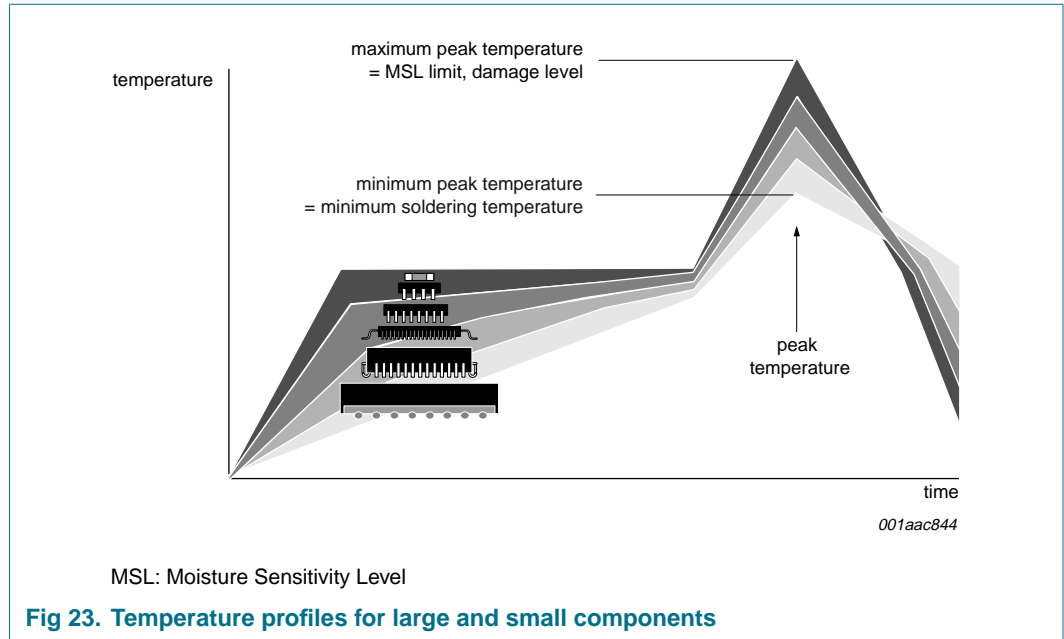 maximum peak temperature
= MSL limit, damage level
temperature
minimum peak temperature
= minimum soldering temperature
peak
temperature
time
001aac844
MSL: Moisture Sensitivity Level
Fig 23. Temperature profiles for large and small components